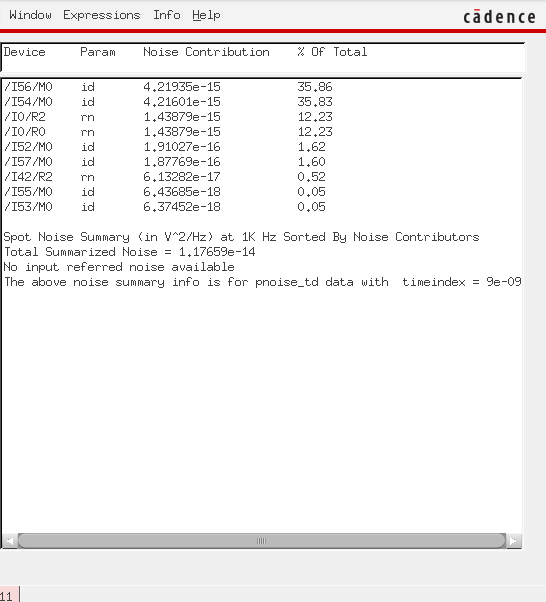 Window Expressions Info Help
cādence
Device Param Noise Contribution % Of Total
/I56/M0 id 4.21935e-15 35.86
/I54/M0 id 4.21601e-15 35.83
/I0/R2 rn 1.43879e-15 12.23
/I0/R0 rn 1.43879e-15 12.23
/I52/M0 id 1.91027e-16 1.62
/I57/M0 id 1.87769e-16 1.60
/I42/R2 rn 6.13282e-17 0.52
/I55/M0 id 6.43685e-18 0.05
/I53/M0 id 6.37452e-18 0.05
Spot Noise Summary (in V^2/Hz) at 1K Hz Sorted By Noise Contributors
Total Summarized Noise = 1.17659e-14
No input referred noise available
The above noise summary info is for pnoise_td data with timeindex = 9e-09
11